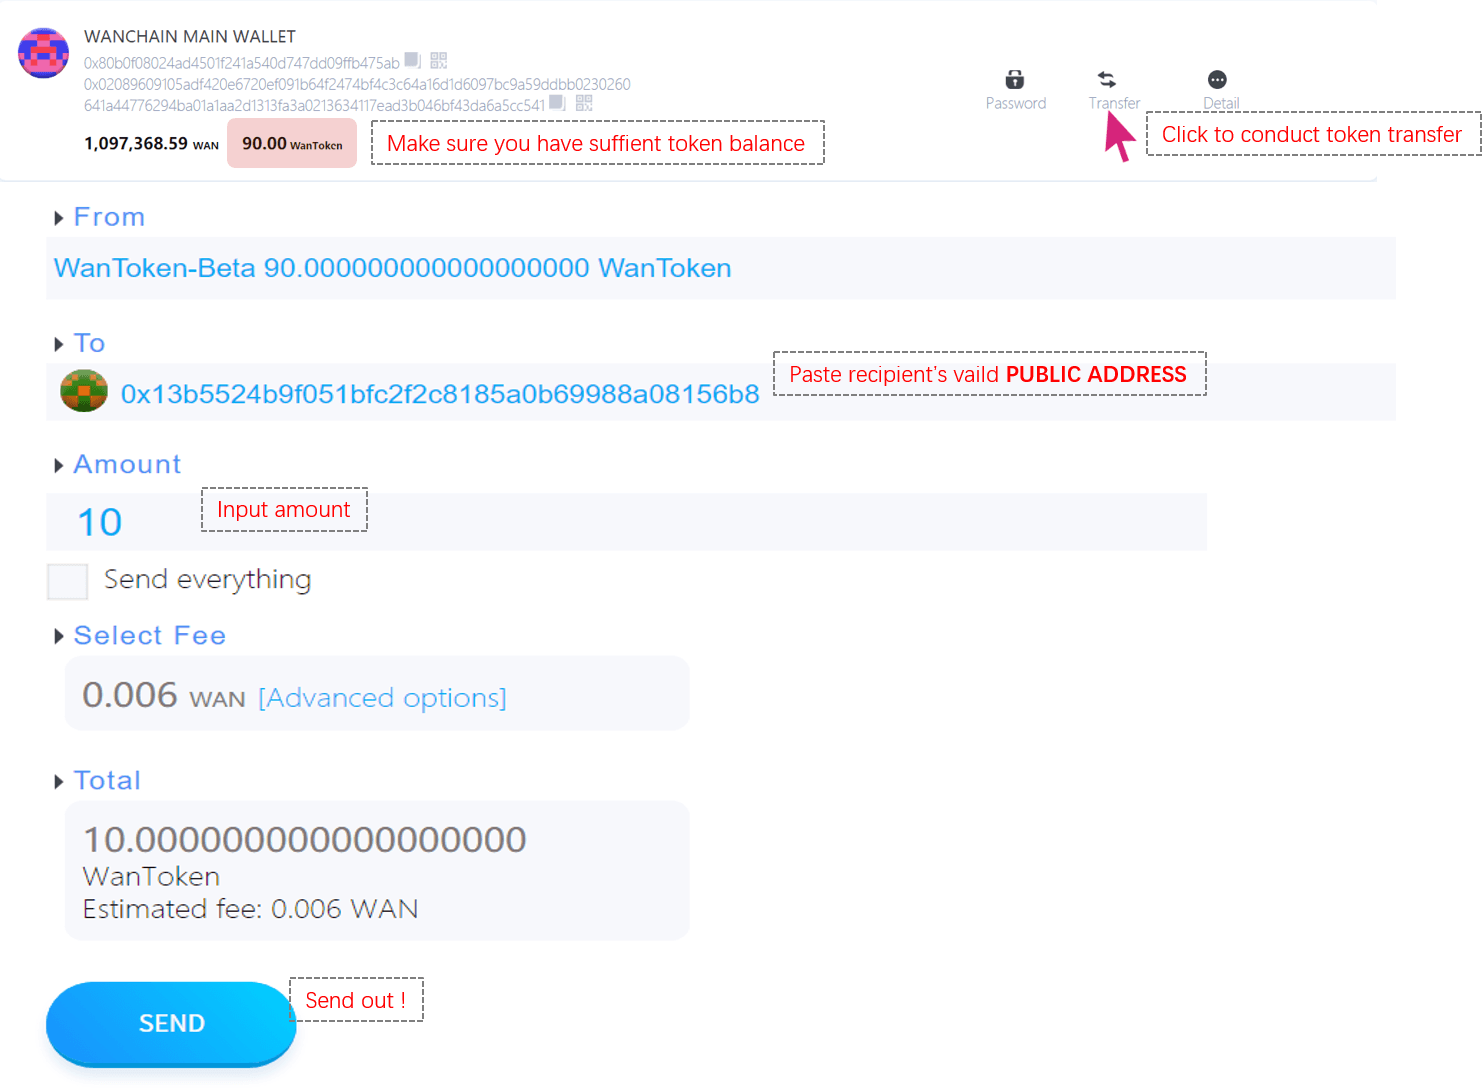 WANCHAIN MAIN WALLET
0x80b0f08024ad4501f241a540d747dd09ffb475ab
0x02089609105adf420e6720ef091b64f2474bf4c3c64a16d1d6097bc9a59ddbb0230260
641a44776294ba01a1aa2d1313fa3a0213634117ead3b046bf43da6a5cc541
Password Transfer Detail
1,097,368.59 WAN 90.00 WanToken Make sure you have suffient token balance
Click to conduct token transfer
From
WanToken-Beta 90.000000000000000000 WanToken
To
0x13b5524b9f051bfc2f2c8185a0b69988a08156b8
Paste recipient's vaild PUBLIC ADDRESS
Amount
10
Input amount
Send everything
Select Fee
0.006 WAN [Advanced options]
Total
10.000000000000000000
WanToken
Estimated fee: 0.006 WAN
SEND
Send out !